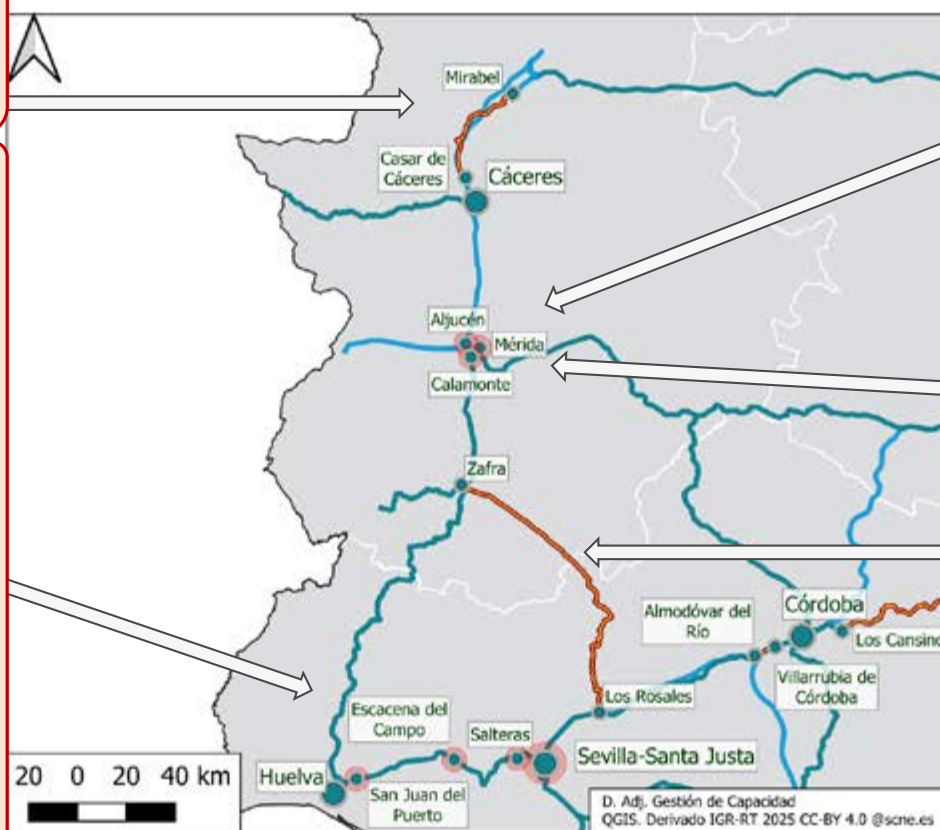 Mirabel
Casar de
Cáceres
Cáceres
Aljucén
Mérida
Calamonte
Zafra
Almodóvar del
Río
Córdoba
Los Cansino
Villarrubia de
Córdoba
Los Rosales
Escacena del
Campo
Salteras
Sevilla-Santa Justa
Huelva
San Juan del
Puerto
20 0 20 40 km
D. Adj. Gestión de Capacidad
QGIS. Derivado IGR-RT 2025 CC-BY 4.0 @scne.es